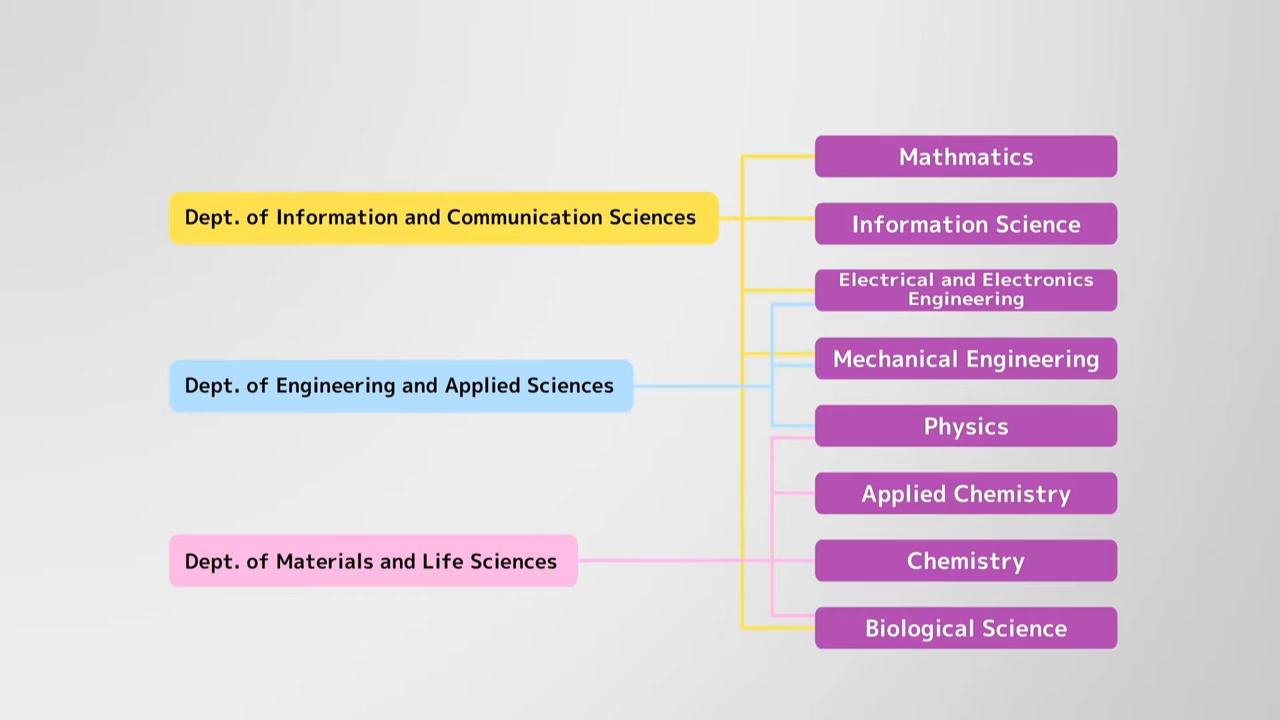 Mathmatics
Dept. of Information and Communication Sciences
Information Science
Electrical and Electronics
Engineering
Mechanical Engineering
Dept. of Engineering and Applied Sciences
Physics
Applied Chemistry
Dept. of Materials and Life Sciences
Chemistry
Biological Science